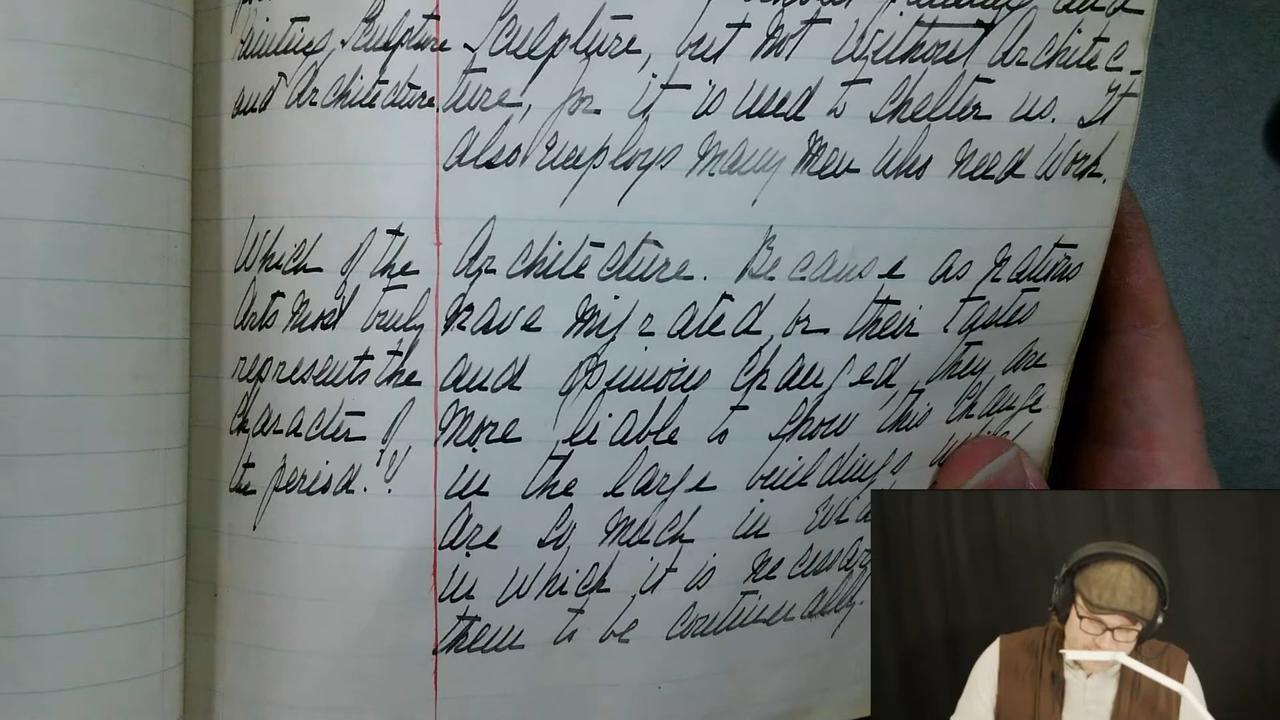 Painting, Sculpture
and Architecture.
Sculpture, but not without Architec-
ture, for it is used to shelter us. It
also employs many men who need work.
Which of the
Arts most truly
represents the
character of
the period?
Architecture. Because as nations
have migrated, or their tastes
and opinions changed, they are
more liable to show this change
in the large buildings which
are so much in
in which it is
them to be continually.